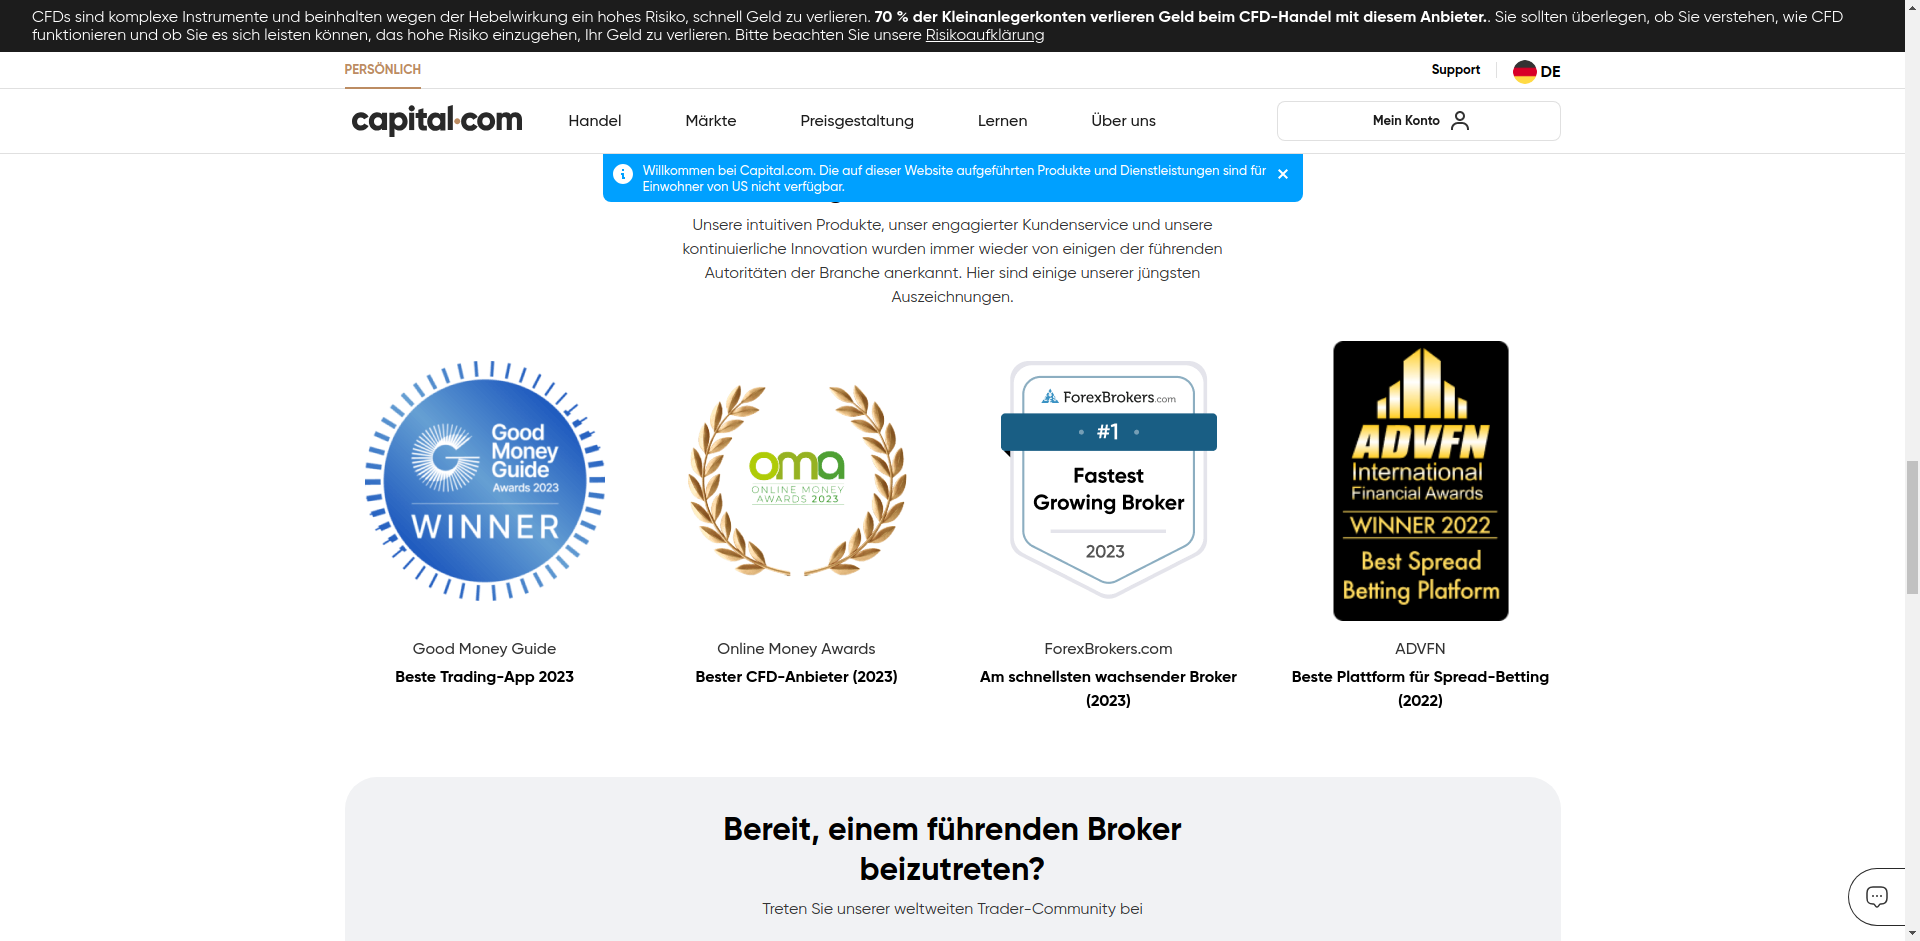 CFDs sind komplexe Instrumente und beinhalten wegen der Hebelwirkung ein hohes Risiko, schnell Geld zu verlieren. 70 % der Kleinanlegerkonten verlieren Geld beim CFD-Handel mit diesem Anbieter.. Sie sollten überlegen, ob Sie verstehen, wie CFD
funktionieren und ob Sie es sich leisten können, das hohe Risiko einzugehen, Ihr Geld zu verlieren. Bitte beachten Sie unsere Risikoaufklärung
PERSÖNLICH
Support
DE
capital.com
Handel
Märkte
Preisgestaltung
Lernen
Über uns
Mein Konto
Willkommen bei Capital.com. Die auf dieser Website aufgeführten Produkte und Dienstleistungen sind für
Einwohner von US nicht verfügbar.
Unsere intuitiven Produkte, unser engagierter Kundenservice und unsere
kontinuierliche Innovation wurden immer wieder von einigen der führenden
Autoritäten der Branche anerkannt. Hier sind einige unserer jüngsten
Auszeichnungen.
Good
Money
Guide
Awards 2023
WINNER
oma
ONLINE MONEY
AWARDS 2023
ForexBrokers.com
#1
Fastest
Growing Broker
2023
ADVFN
International
Financial Awards
WINNER 2022
Best Spread
Betting Platform
Good Money Guide
Beste Trading-App 2023
Online Money Awards
Bester CFD-Anbieter (2023)
ForexBrokers.com
Am schnellsten wachsender Broker
(2023)
ADVFN
Beste Plattform für Spread-Betting
(2022)
Bereit, einem führenden Broker
beizutreten?
Treten Sie unserer weltweiten Trader-Community bei